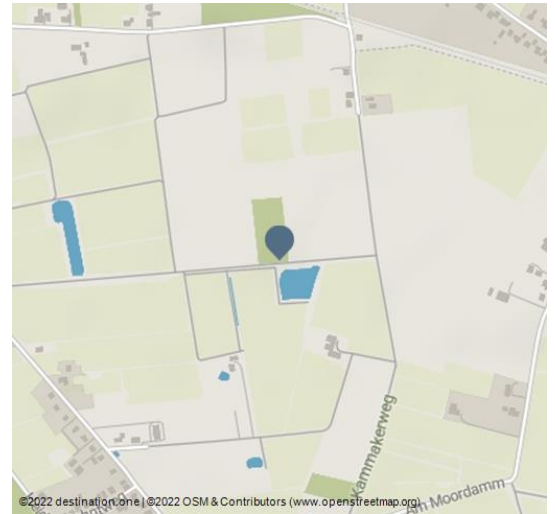 Kammakerweg
Am Moordamm
©2022 destination.one | ©2022 OSM & Contributors (www.openstreetmap.org)